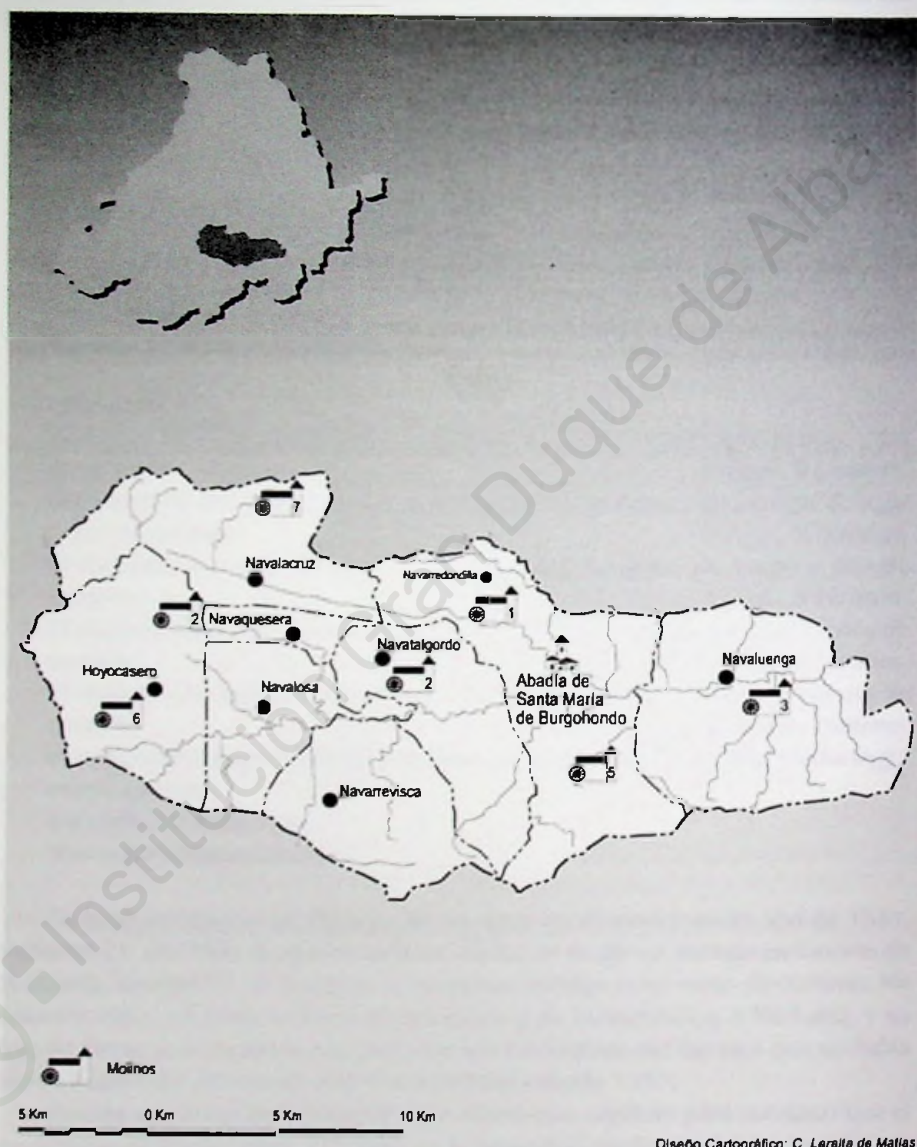 7
Navalacruz
Navarredondilla
2
Navaquesera
1
Navatalgordo
Navaluenga
Hoyocasero
Navalosa
2
Abadía de
Santa María
de Burgohondo
3
6
5
Navarrevisca
Molinos
5 Km 0 Km 5 Km 10 Km
Diseño Cartográfico: C. Leralta de Matías
Institución Gran Duque de Alba